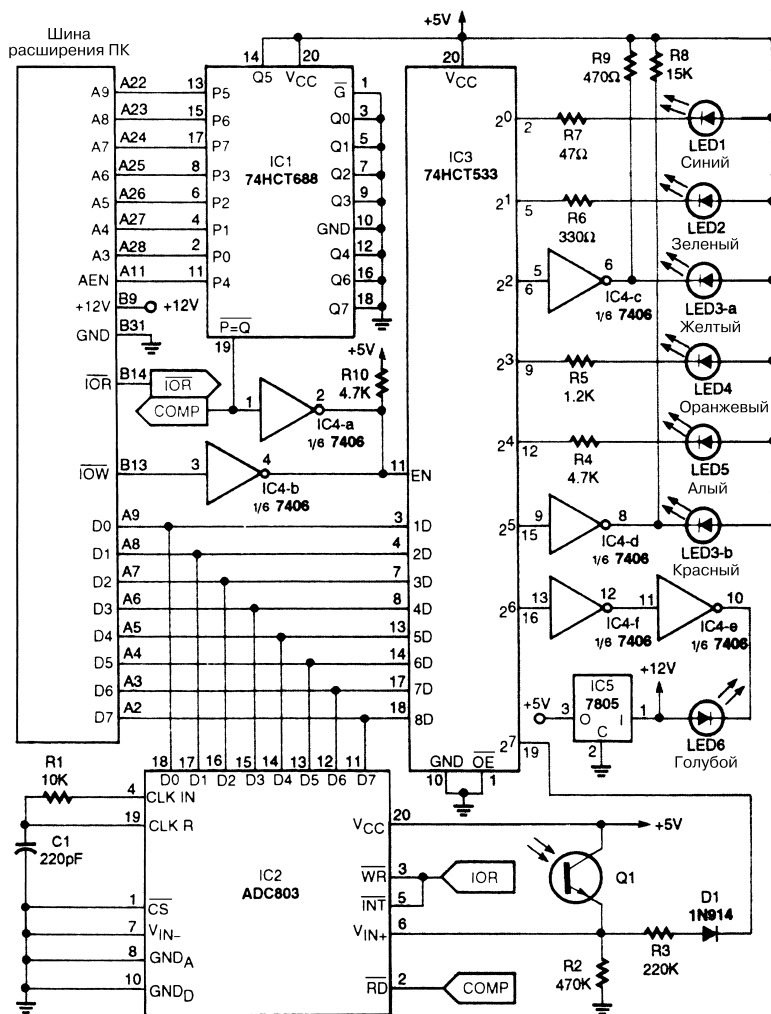 Шина
расширения ПК
+5V
14
20
Q5
VCC
20
VCC
R9
470Ω
R8
15K
A9
A22
13
P5
G
1
A8
A23
15
P6
Q0
3
A7
A24
17
P7
Q1
5
A6
A25
8
P3
IC1
74HCT688
Q2
7
A5
A26
6
P2
Q3
9
A4
A27
4
P1
GND
10
A3
A28
2
P0
Q4
12
AEN
A11
11
P4
Q6
16
+12V
B9
+12V
Q7
18
GND
B31
P=Q
19
IOR
B14
IOR
COMP
1
2
IC4-a
1/6 7406
+5V
R10
4.7K
IOW
B13
3
4
IC4-b
1/6 7406
11
EN
IC3
74HCT533
2⁰
2
R7
47Ω
LED1
Синий
2¹
5
R6
330Ω
LED2
Зеленый
2²
6
5
6
IC4-c
1/6 7406
LED3-a
Желтый
2³
9
R5
1.2K
LED4
Оранжевый
2⁴
12
R4
4.7K
LED5
Алый
2⁵
15
9
8
IC4-d
1/6 7406
LED3-b
Красный
2⁶
16
13
12
IC4-f
1/6 7406
11
10
IC4-e
1/6 7406
D0
A9
3
1D
D1
A8
4
2D
D2
A7
7
3D
D3
A6
8
4D
D4
A5
13
5D
D5
A4
14
6D
D6
A3
17
7D
D7
A2
18
8D
+5V
3
O
IC5
7805
I
1
C
2
+12V
LED6
Голубой
2⁷
19
GND
10
OE
1
18 17 16 15 14 13 12 11
D0 D1 D2 D3 D4 D5 D6 D7
R1
10K
4
CLK IN
19
CLK R
C1
220pF
IC2
ADC803
1
CS
7
VIN-
8
GNDA
10
GNDD
VCC
20
+5V
WR
3
IOR
INT
5
VIN+
6
RD
2
COMP
Q1
D1
1N914
R3
220K
R2
470K